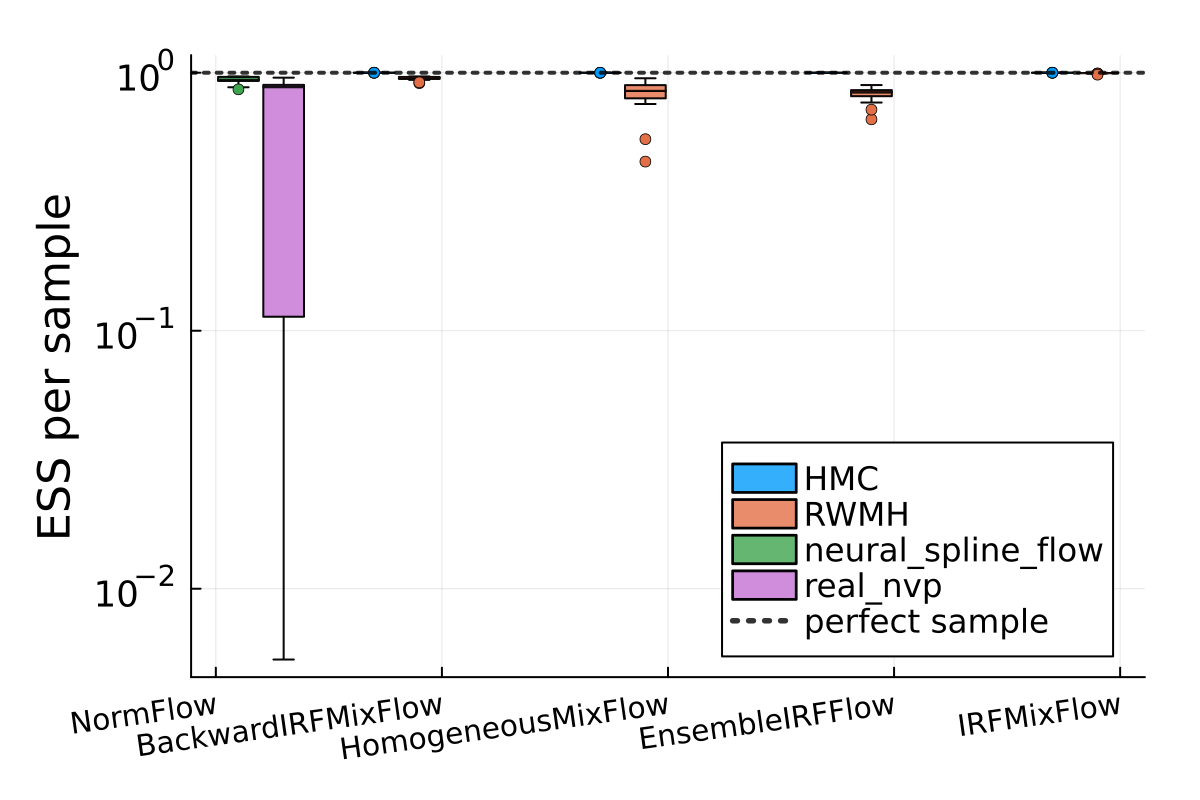 ESS per sample
10^0
10^−1
10^−2
HMC
RWMH
neural_spline_flow
real_nvp
perfect sample
NormFlow
BackwardIRFMixFlow
HomogeneousMixFlow
EnsembleIRFFlow
IRFMixFlow